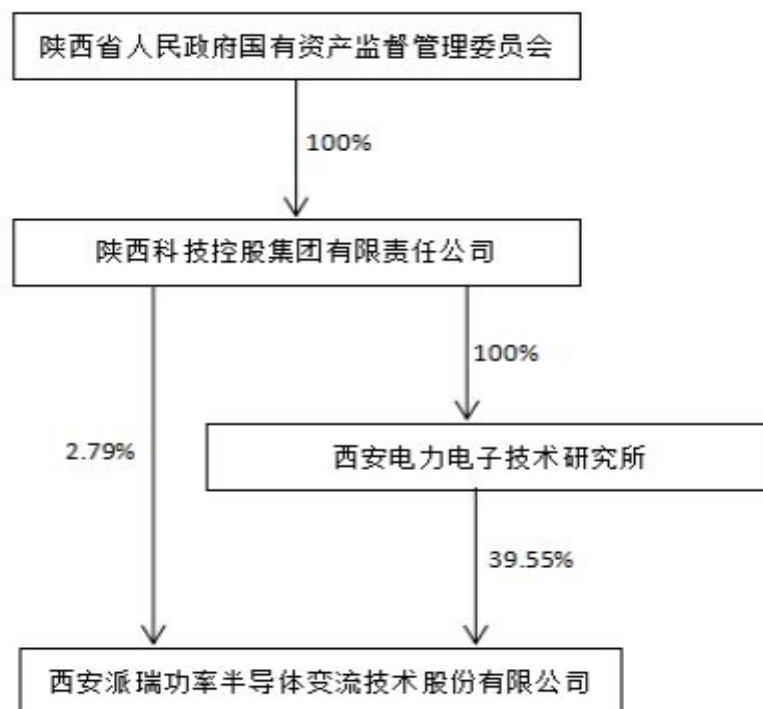 陕西省人民政府国有资产监督管理委员会
100%
陕西科技控股集团有限责任公司
100%
2.79%
西安电力电子技术研究所
39.55%
西安派瑞功率半导体变流技术股份有限公司